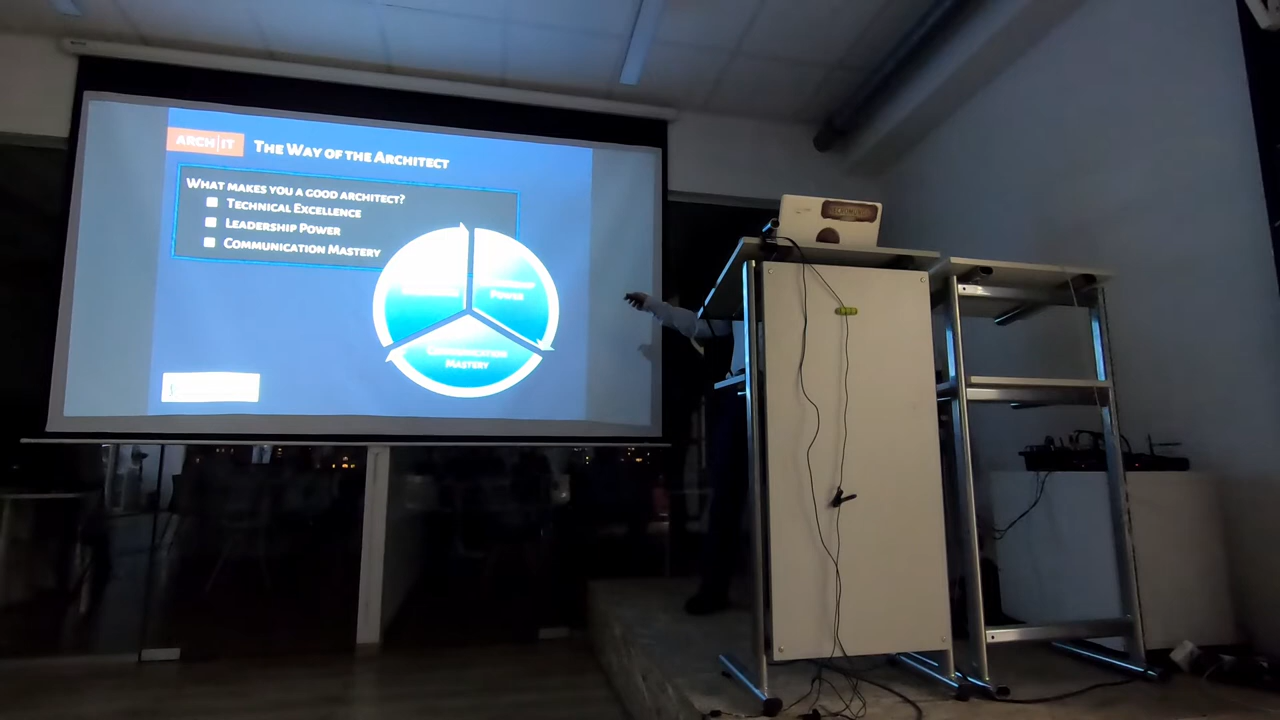 ARCH|IT
THE WAY OF THE ARCHITECT
WHAT MAKES YOU A GOOD ARCHITECT?
TECHNICAL EXCELLENCE
LEADERSHIP POWER
COMMUNICATION MASTERY
POWER
COMMUNICATION
MASTERY